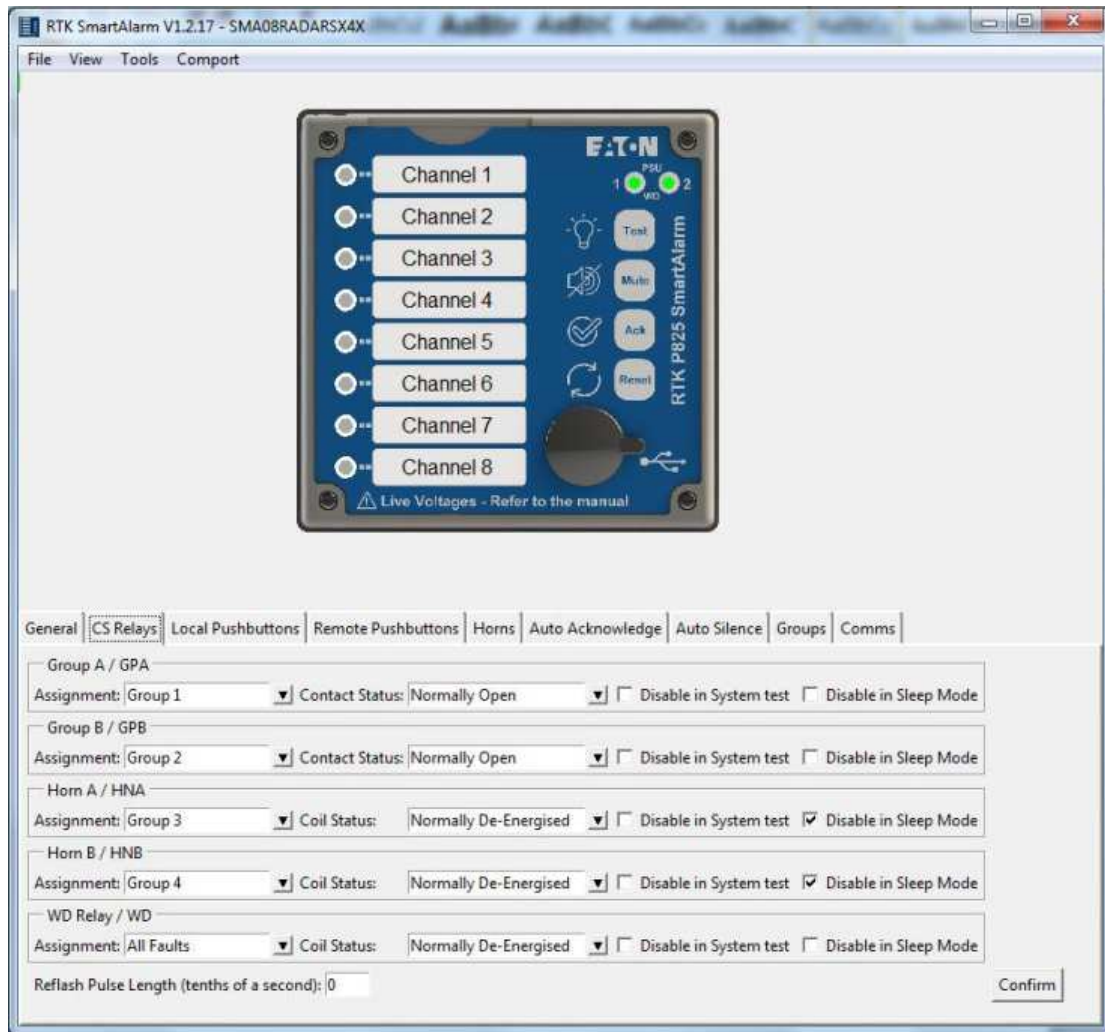 RTK SmartAlarm V1.2.17 - SMA08RADARSX4X
File View Tools Comport
EATON
PSU
1 2
WD
Channel 1
Channel 2
Channel 3
Channel 4
Channel 5
Channel 6
Channel 7
Channel 8
Test
Mute
Ack
Reset
RTK P825 SmartAlarm
Live Voltages - Refer to the manual
General CS Relays Local Pushbuttons Remote Pushbuttons Horns Auto Acknowledge Auto Silence Groups Comms
Group A / GPA
Assignment: Group 1 Contact Status: Normally Open Disable in System test Disable in Sleep Mode
Group B / GPB
Assignment: Group 2 Contact Status: Normally Open Disable in System test Disable in Sleep Mode
Horn A / HNA
Assignment: Group 3 Coil Status: Normally De-Energised Disable in System test Disable in Sleep Mode
Horn B / HNB
Assignment: Group 4 Coil Status: Normally De-Energised Disable in System test Disable in Sleep Mode
WD Relay / WD
Assignment: All Faults Coil Status: Normally De-Energised Disable in System test Disable in Sleep Mode
Reflash Pulse Length (tenths of a second): 0
Confirm